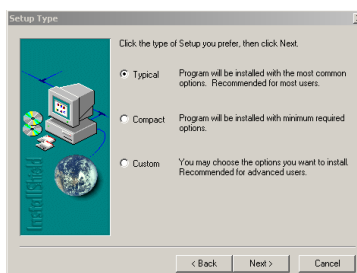 Setup Type
Click the type of Setup you prefer, then click Next.
Typical Program will be installed with the most common
options. Recommended for most users.
Compact Program will be installed with minimum required
options.
Custom You may choose the options you want to install.
Recommended for advanced users.
InstallShield
< Back Next > Cancel